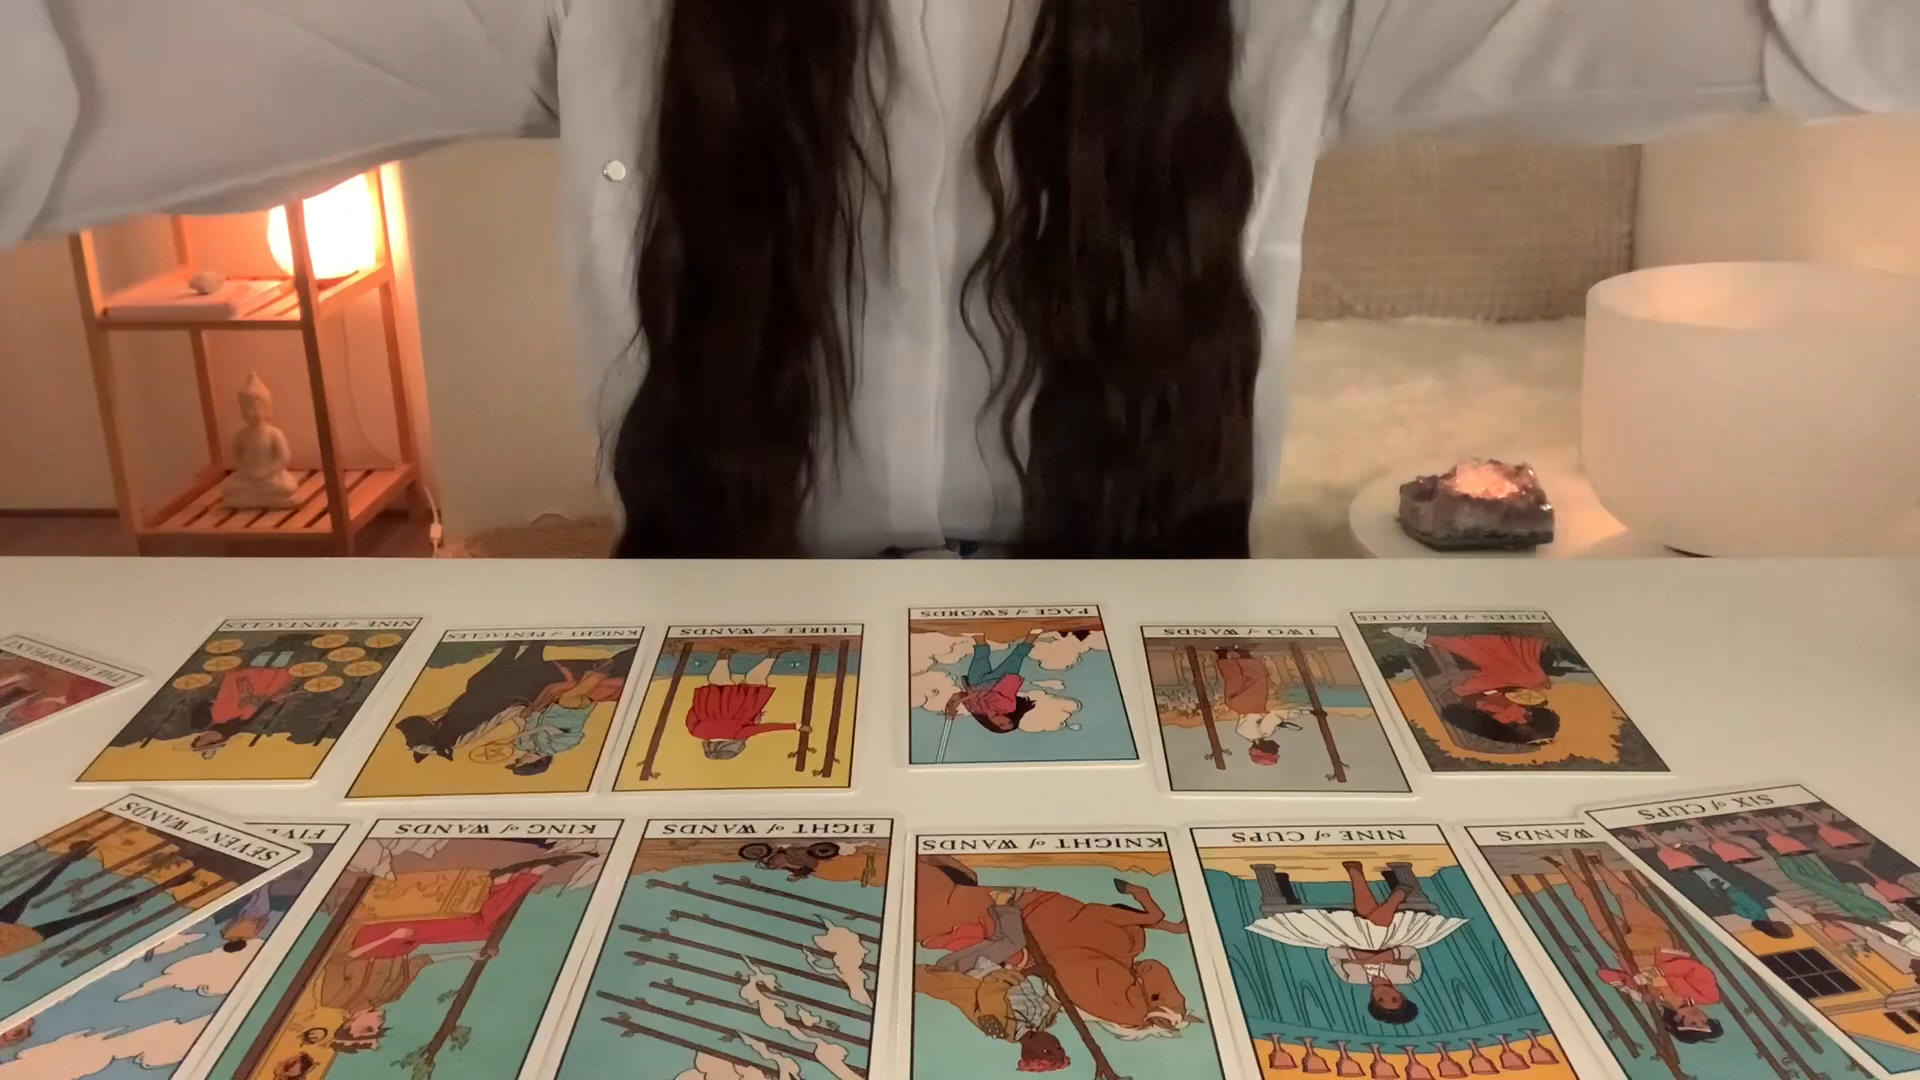 THE HIEROPHANT
NINE of PENTACLES
KNIGHT of PENTACLES
THREE of WANDS
PAGE of SWORDS
TWO of WANDS
QUEEN of PENTACLES
SEVEN of WANDS
FIV
KING of WANDS
EIGHT of WANDS
KNIGHT of WANDS
NINE of CUPS
WANDS
SIX of CUPS